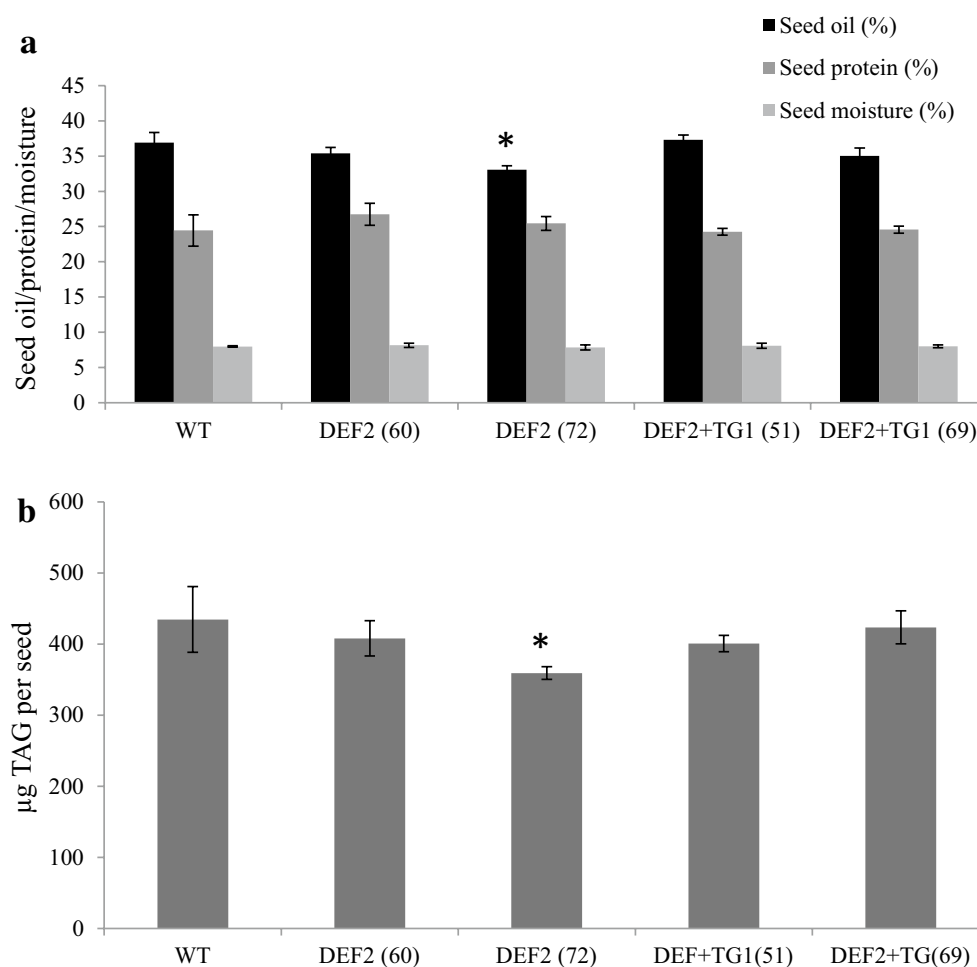 a
Seed oil (%)
Seed protein (%)
Seed moisture (%)
Seed oil/protein/moisture
45
40
35
30
25
20
15
10
5
0
*
WT
DEF2 (60)
DEF2 (72)
DEF2+TG1 (51)
DEF2+TG1 (69)
b
µg TAG per seed
600
500
400
300
200
100
0
*
WT
DEF2 (60)
DEF2 (72)
DEF+TG1(51)
DEF2+TG(69)